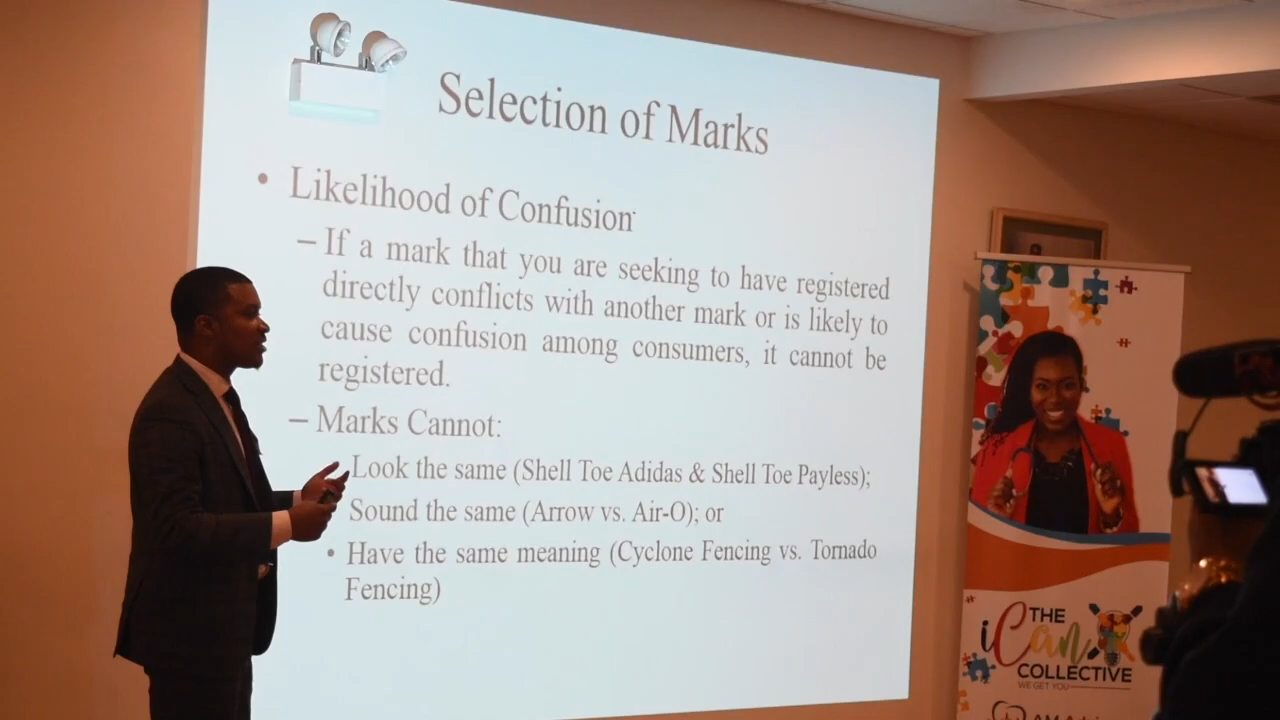 Selection of Marks
• Likelihood of Confusion
– If a mark that you are seeking to have registered
directly conflicts with another mark or is likely to
cause confusion among consumers, it cannot be
registered.
– Marks Cannot:
Look the same (Shell Toe Adidas & Shell Toe Payless);
Sound the same (Arrow vs. Air-O); or
• Have the same meaning (Cyclone Fencing vs. Tornado
Fencing)
THE
iCan
COLLECTIVE
WE GET YOU